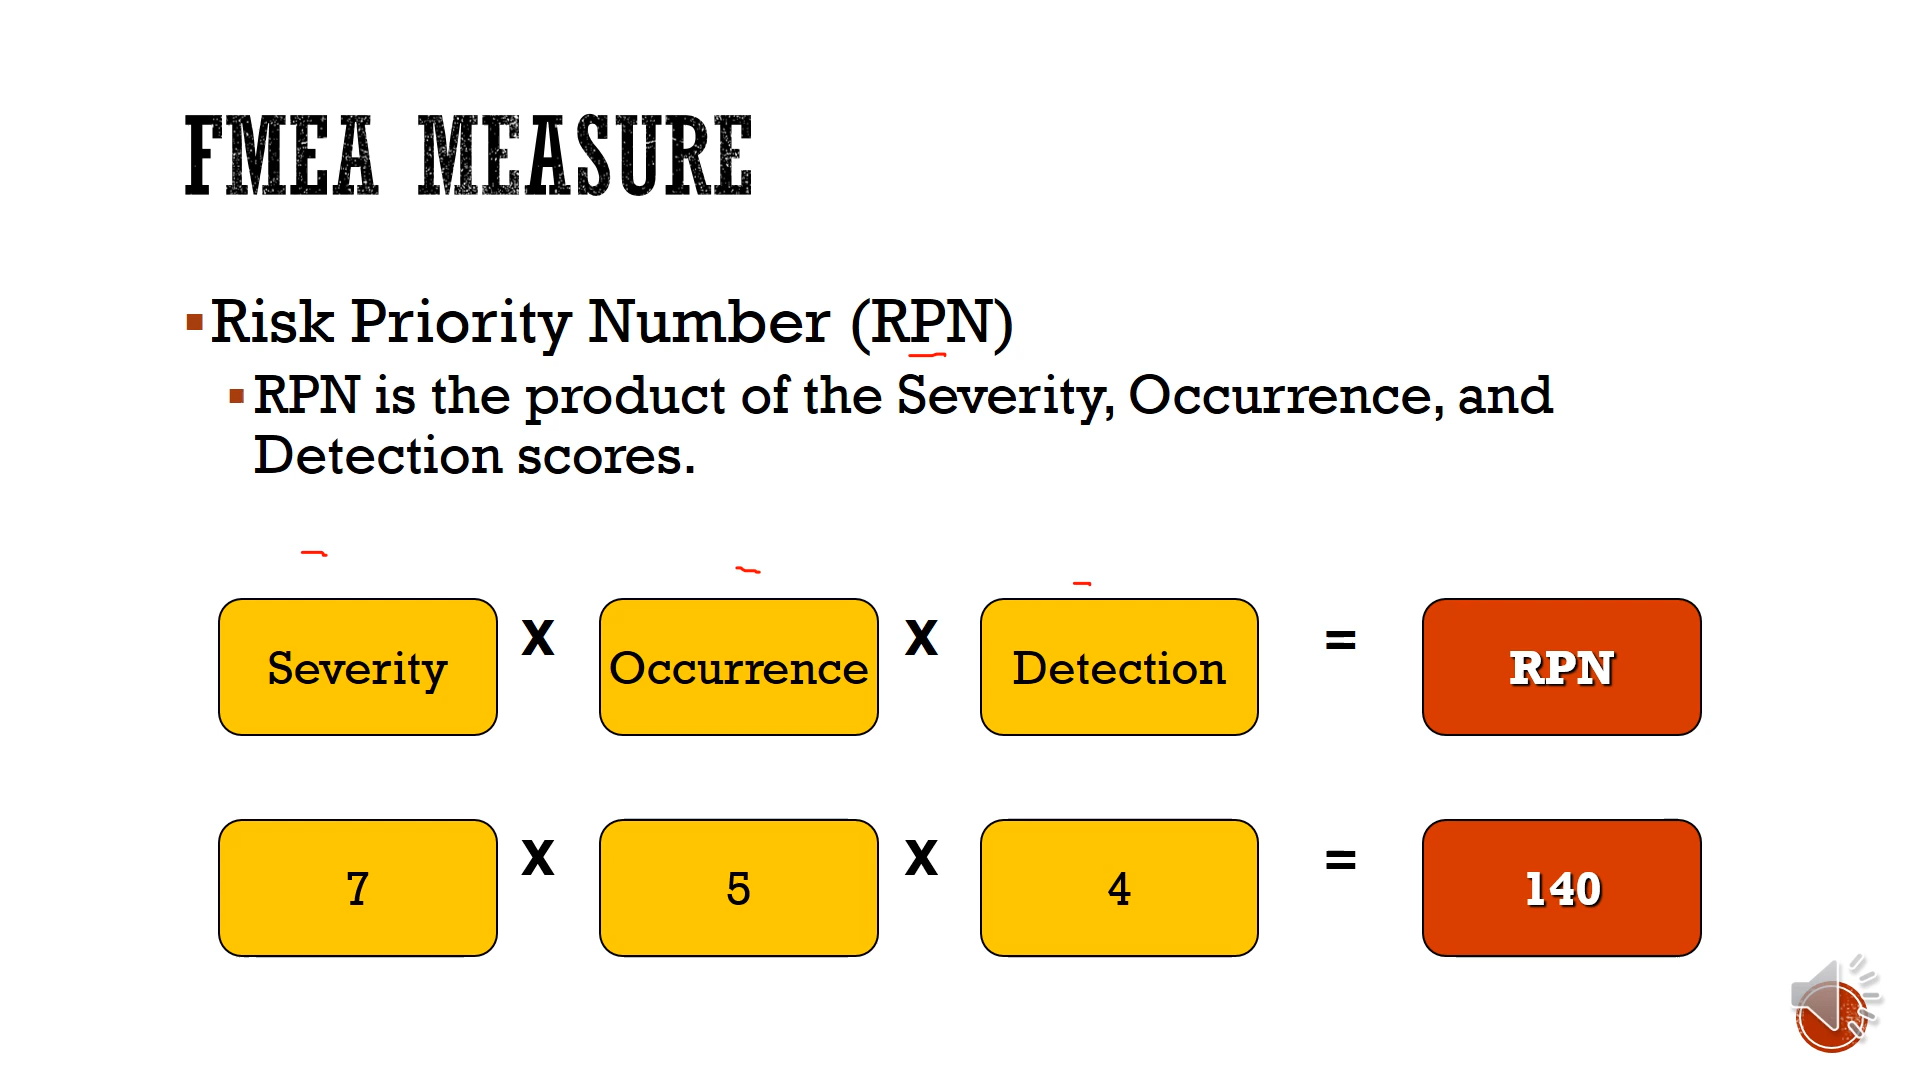 FMEA MEASURE
▪Risk Priority Number (RPN)
▪RPN is the product of the Severity, Occurrence, and
Detection scores.
Severity x Occurrence x Detection = RPN
7 x 5 x 4 = 140